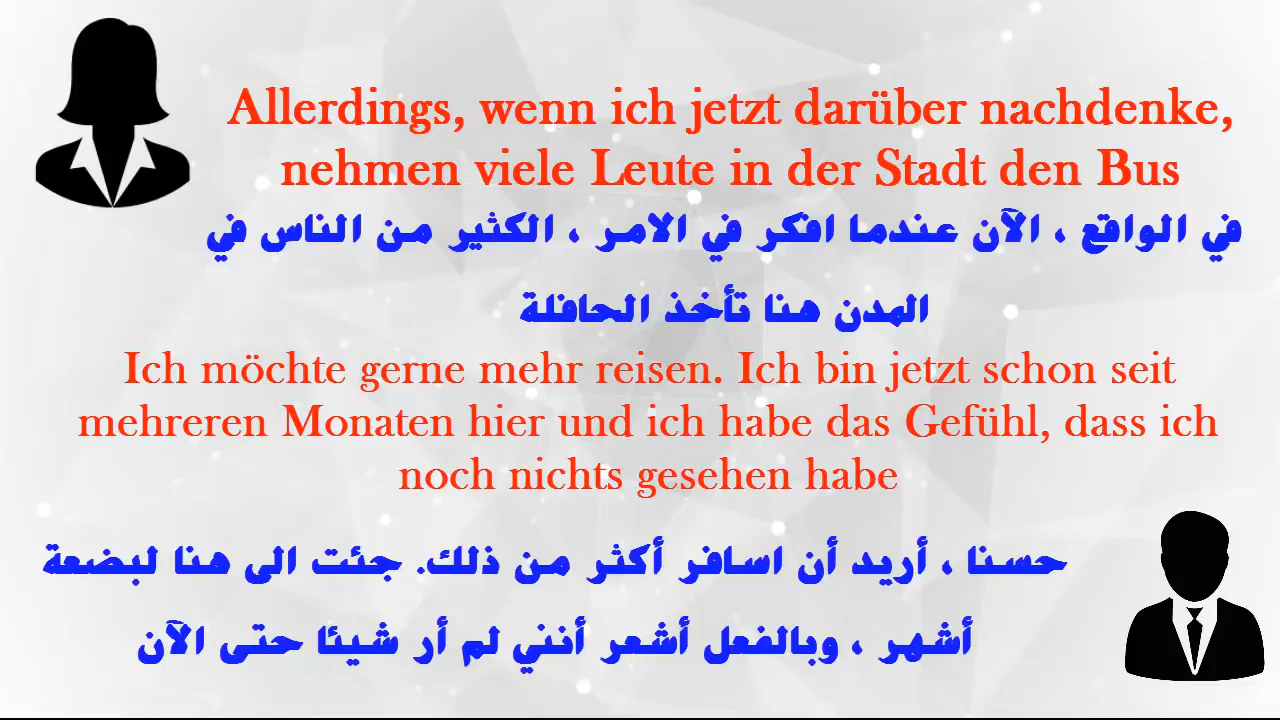 Allerdings, wenn ich jetzt darüber nachdenke,
nehmen viele Leute in der Stadt den Bus
في الواقع ، الآن عندما افكر في الامر ، الكثير من الناس في
المدن هنا تأخذ الحافلة
Ich möchte gerne mehr reisen. Ich bin jetzt schon seit
mehreren Monaten hier und ich habe das Gefühl, dass ich
noch nichts gesehen habe
حسنا ، أريد أن اسافر أكثر من ذلك. جئت الى هنا لبضعة
أشهر ، وبالفعل أشعر أنني لم أر شيئا حتى الآن